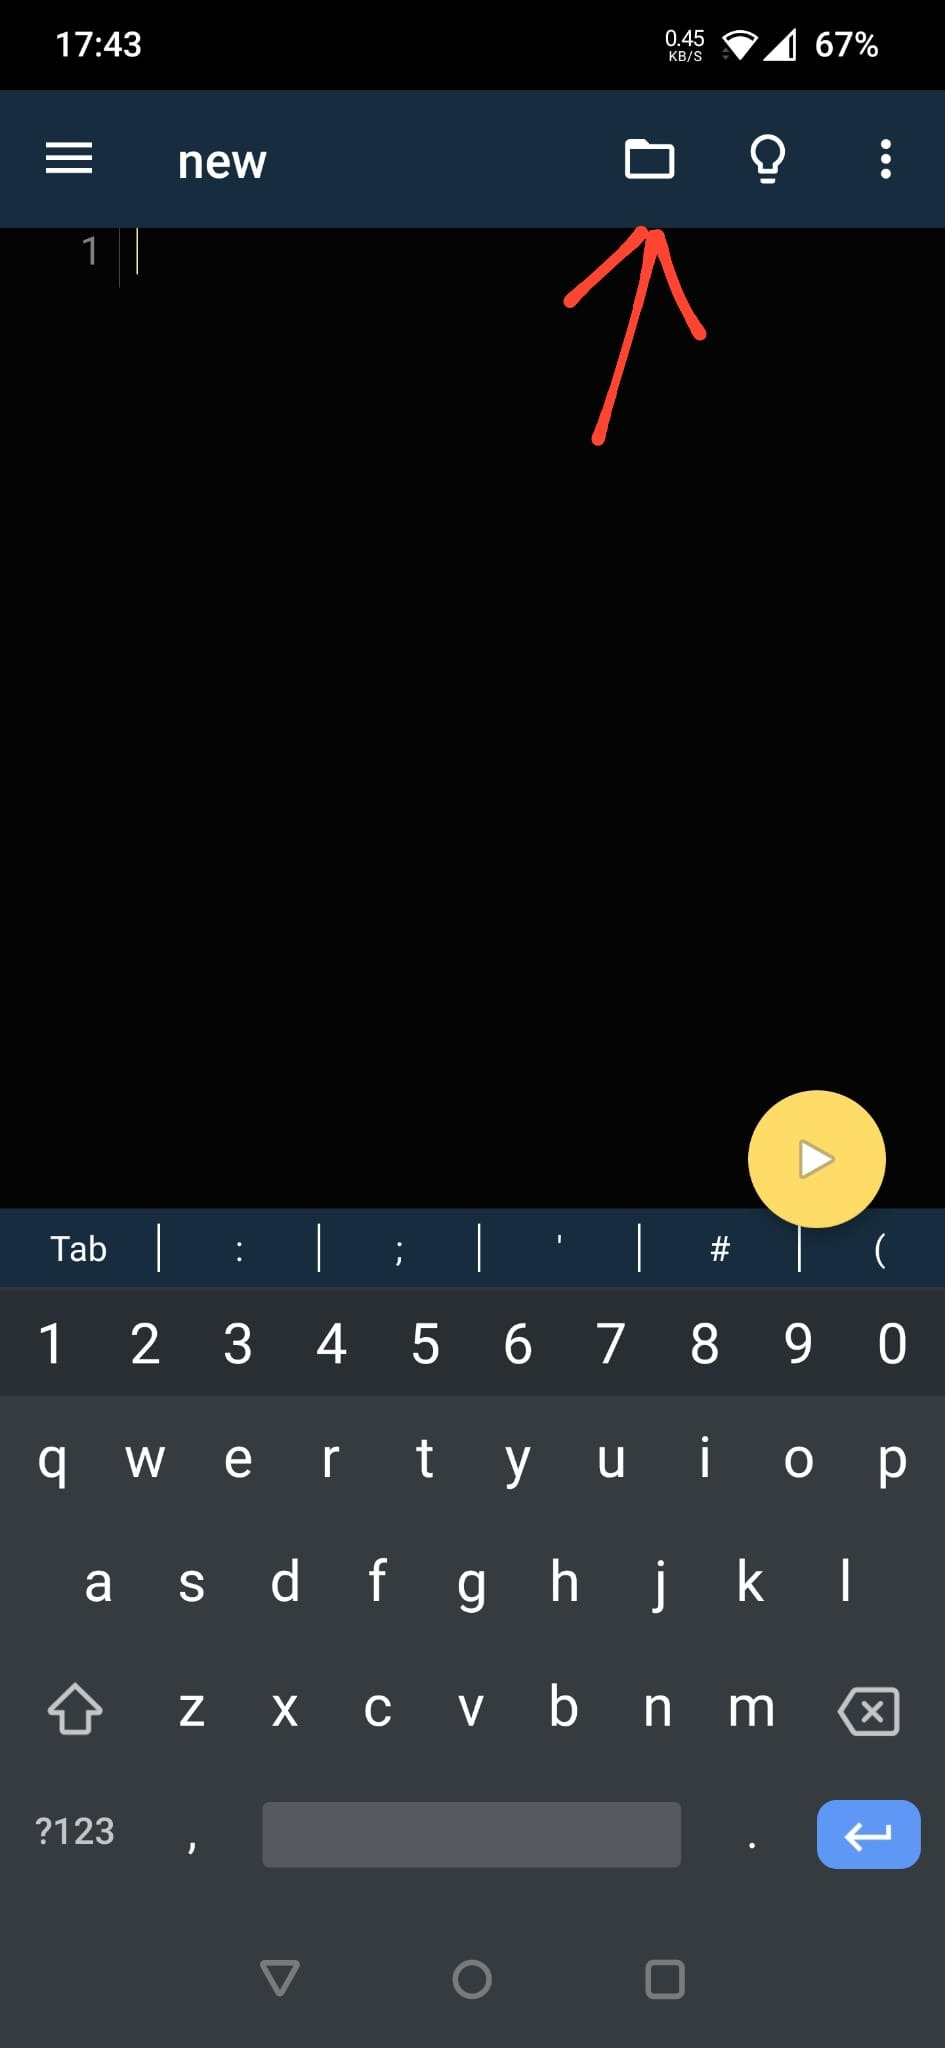 17:43 0.45 KB/S 67%
new
1
Tab : ; ' # (
1 2 3 4 5 6 7 8 9 0
q w e r t y u i o p
a s d f g h j k l
z x c v b n m
?123 , .